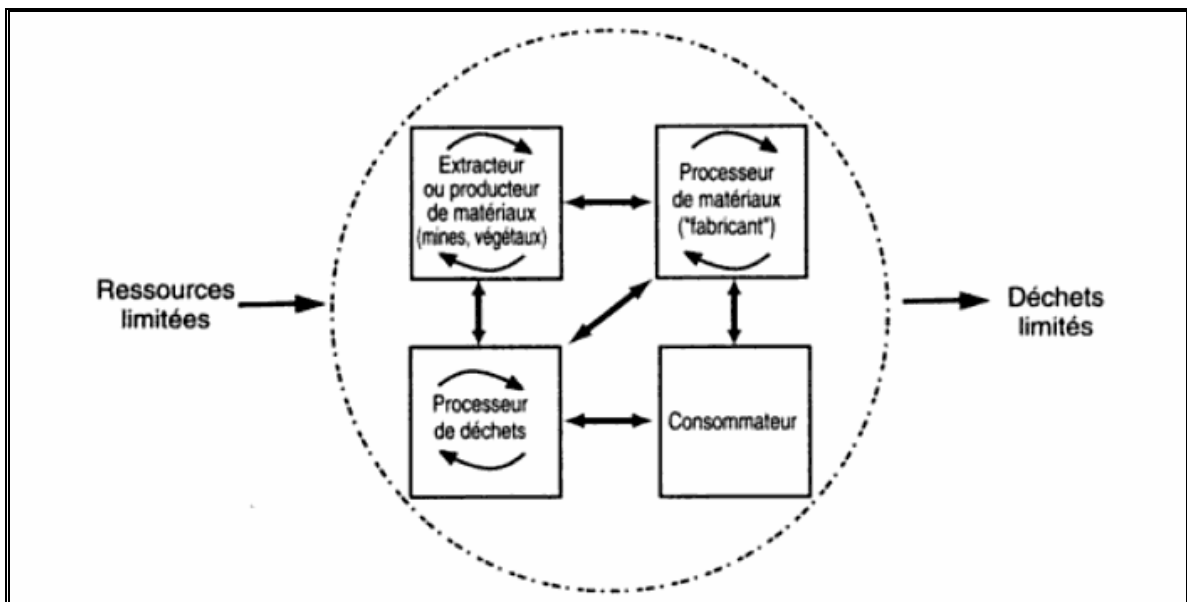 Extracteur
ou producteur
de matériaux
(mines, végétaux)
Processeur
de matériaux
("fabricant")
Ressources
limitées
Déchets
limités
Processeur
de déchets
Consommateur